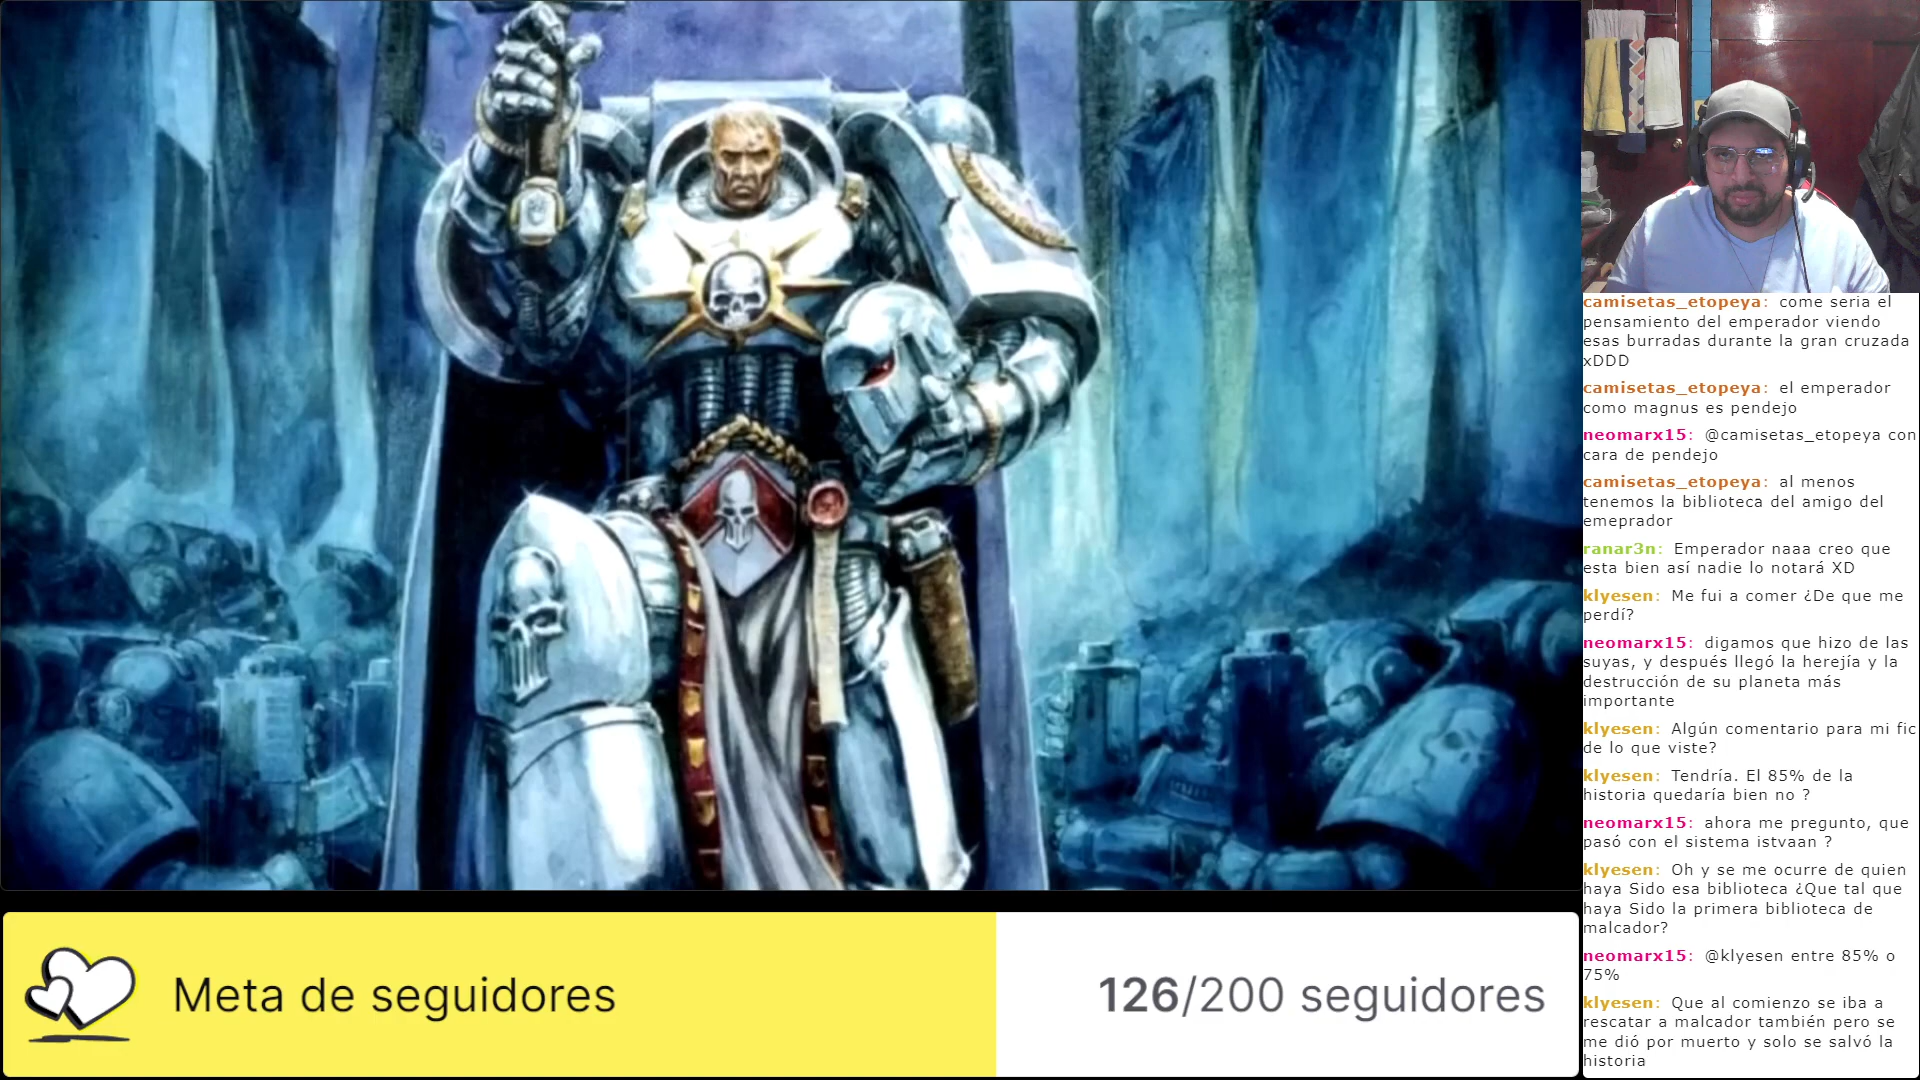 camisetas_etopeya: come seria el
pensamiento del emperador viendo
esas burradas durante la gran cruzada
xDDD
camisetas_etopeya: el emperador
como magnus es pendejo
neomarx15: @camisetas_etopeya con
cara de pendejo
camisetas_etopeya: al menos
tenemos la biblioteca del amigo del
emeprador
ranar3n: Emperador naaa creo que
esta bien así nadie lo notará XD
klyesen: Me fui a comer ¿De que me
perdí?
neomarx15: digamos que hizo de las
suyas, y después llegó la herejía y la
destrucción de su planeta más
importante
klyesen: Algún comentario para mi fic
de lo que viste?
klyesen: Tendría. El 85% de la
historia quedaría bien no ?
neomarx15: ahora me pregunto, que
pasó con el sistema istvaan ?
klyesen: Oh y se me ocurre de quien
haya Sido esa biblioteca ¿Que tal que
haya Sido la primera biblioteca de
malcador?
neomarx15: @klyesen entre 85% o
75%
klyesen: Que al comienzo se iba a
rescatar a malcador también pero se
me dió por muerto y solo se salvó la
historia
Meta de seguidores
126/200 seguidores